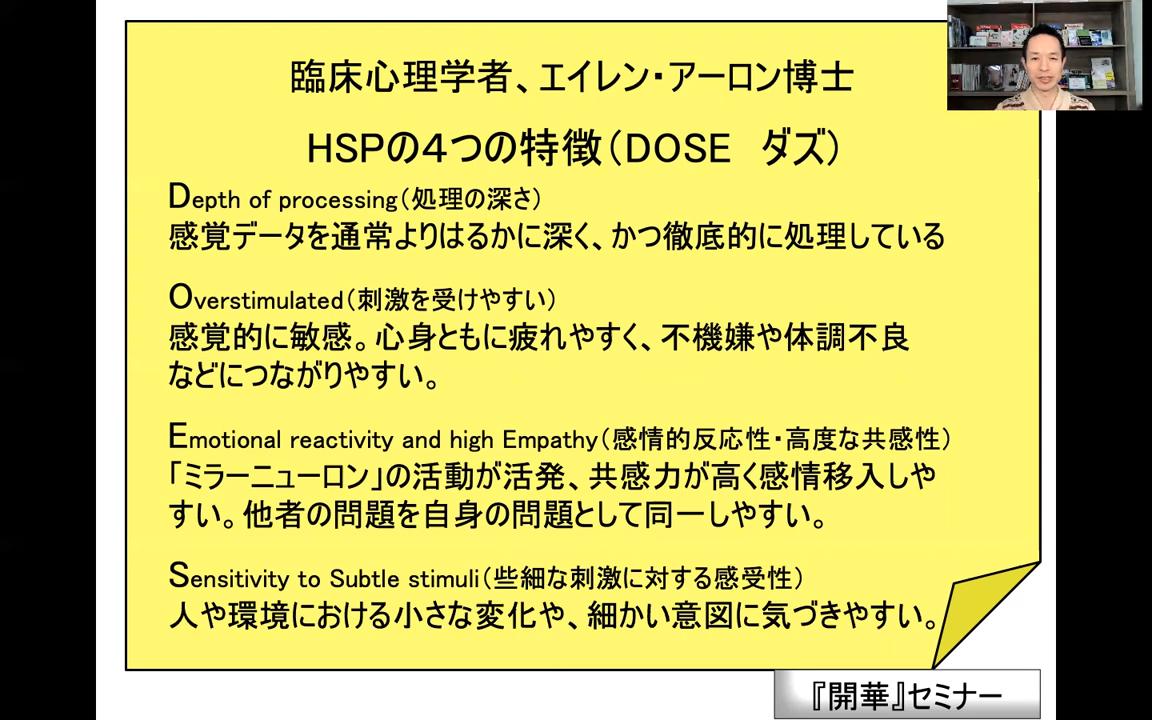 臨床心理学者、エイレン・アーロン博士
HSPの４つの特徴（DOSE　ダズ）
Depth of processing（処理の深さ）
感覚データを通常よりはるかに深く、かつ徹底的に処理している
Overstimulated（刺激を受けやすい）
感覚的に敏感。心身ともに疲れやすく、不機嫌や体調不良
などにつながりやすい。
Emotional reactivity and high Empathy（感情的反応性・高度な共感性）
「ミラーニューロン」の活動が活発、共感力が高く感情移入しや
すい。他者の問題を自身の問題として同一しやすい。
Sensitivity to Subtle stimuli（些細な刺激に対する感受性）
人や環境における小さな変化や、細かい意図に気づきやすい。
『開華』セミナー